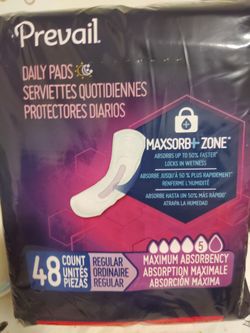 Prevail
DAILY PADS
SERVIETTES QUOTIDIENNES
PROTECTORES DIARIOS
MAXSORB+ ZONE*
ABSORBS UP TO 50% FASTER*
LOCKS IN WETNESS
ABSORBE JUSQU'À 50 % PLUS RAPIDEMENT*
RENFERME L'HUMIDITÉ
ABSORBE HASTA UN 50% MÁS RÁPIDO*
ATRAPA LA HUMEDAD
48 COUNT
UNITÉS
PIEZAS
REGULAR
ORDINAIRE
REGULAR
5
MAXIMUM ABSORBENCY
ABSORPTION MAXIMALE
ABSORCIÓN MÁXIMA